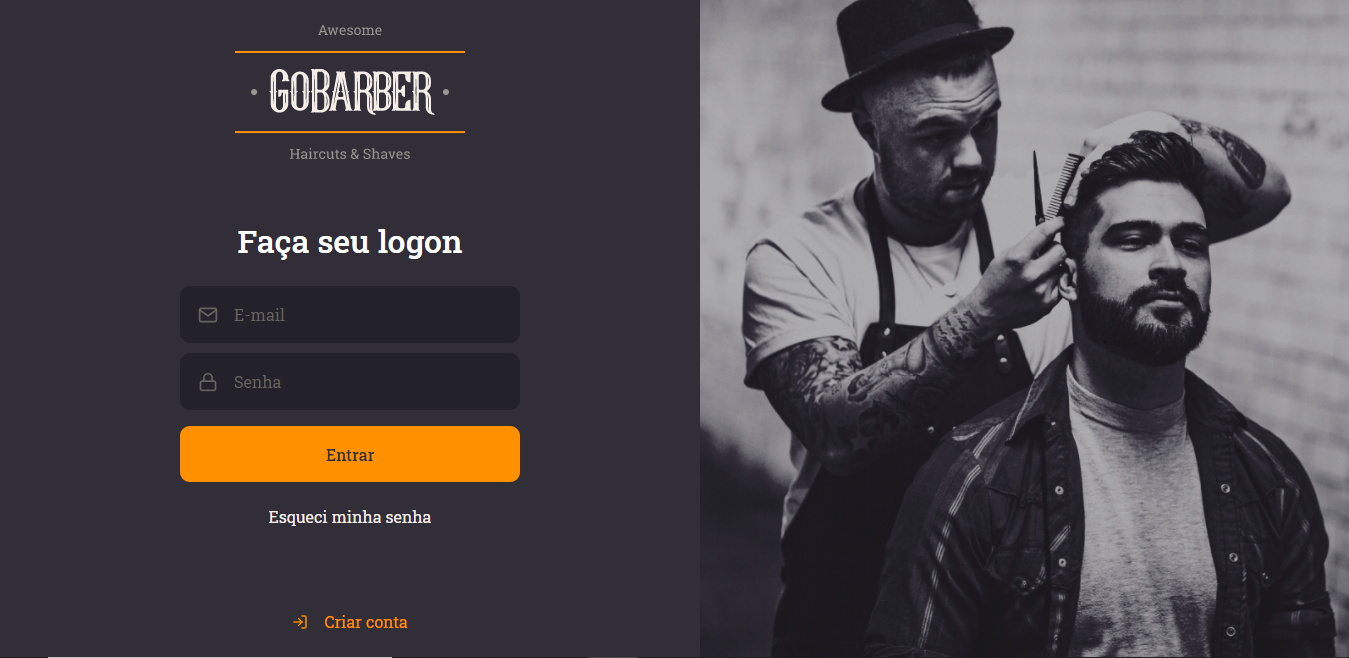 Awesome
GOBARBER
Haircuts & Shaves
Faça seu logon
E-mail
Senha
Entrar
Esqueci minha senha
Criar conta